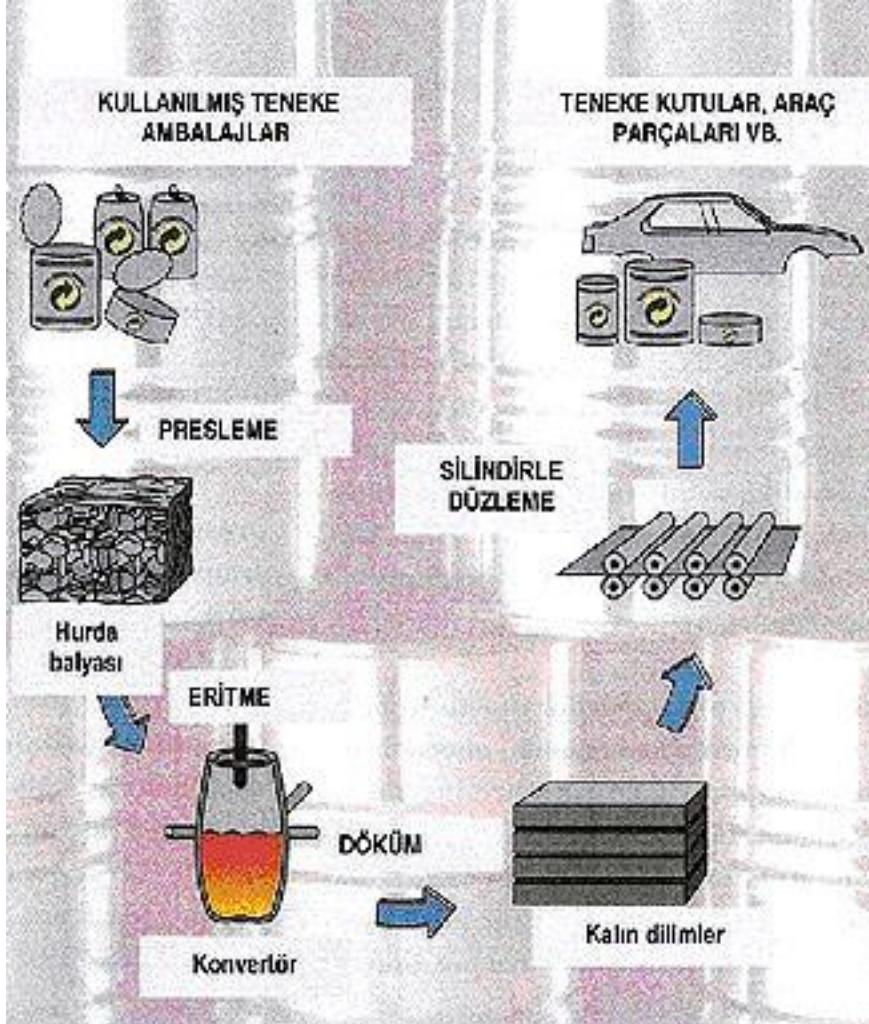 KULLANILMIŞ TENEKE
AMBALAJLAR
TENEKE KUTULAR, ARAÇ
PARÇALARI VB.
PRESLEME
SİLİNDİRLE
DÜZLEME
Hurda
balyası
ERİTME
DÖKÜM
Konvertör
Kalın dilimler